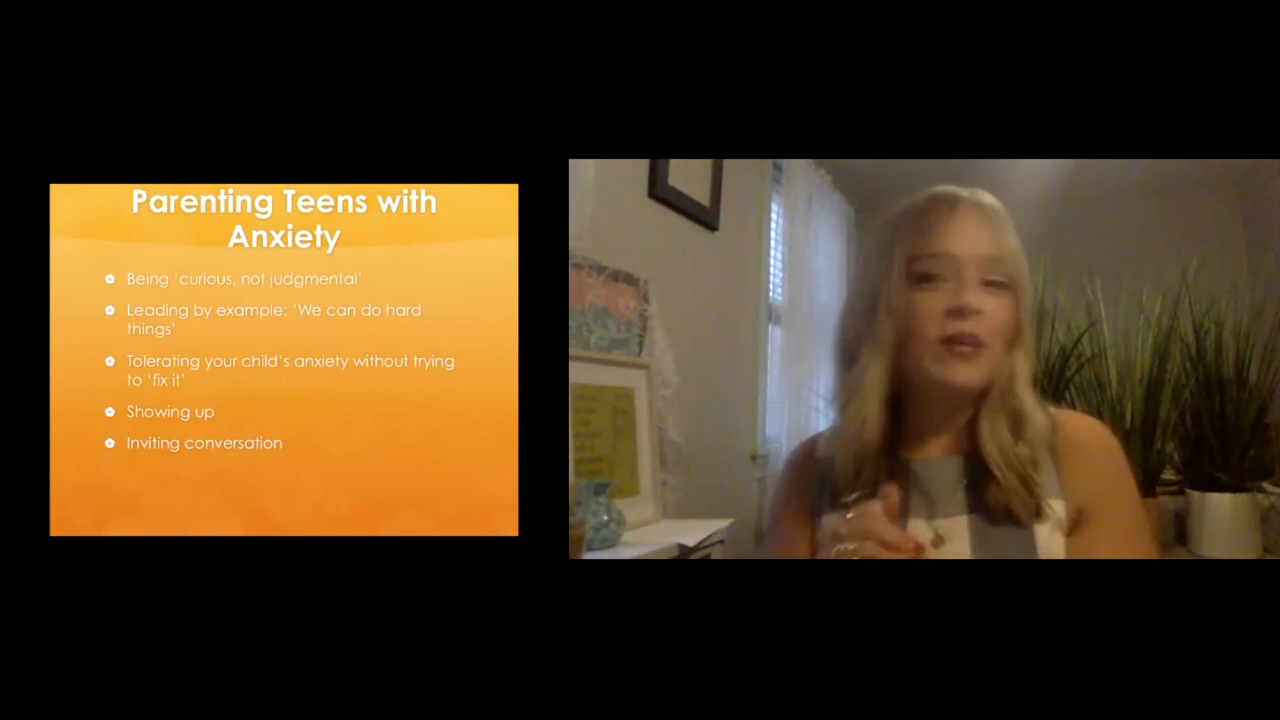 Parenting Teens with
Anxiety
Being ‘curious, not judgmental’
Leading by example: ‘We can do hard
things’
Tolerating your child’s anxiety without trying
to ‘fix it’
Showing up
Inviting conversation